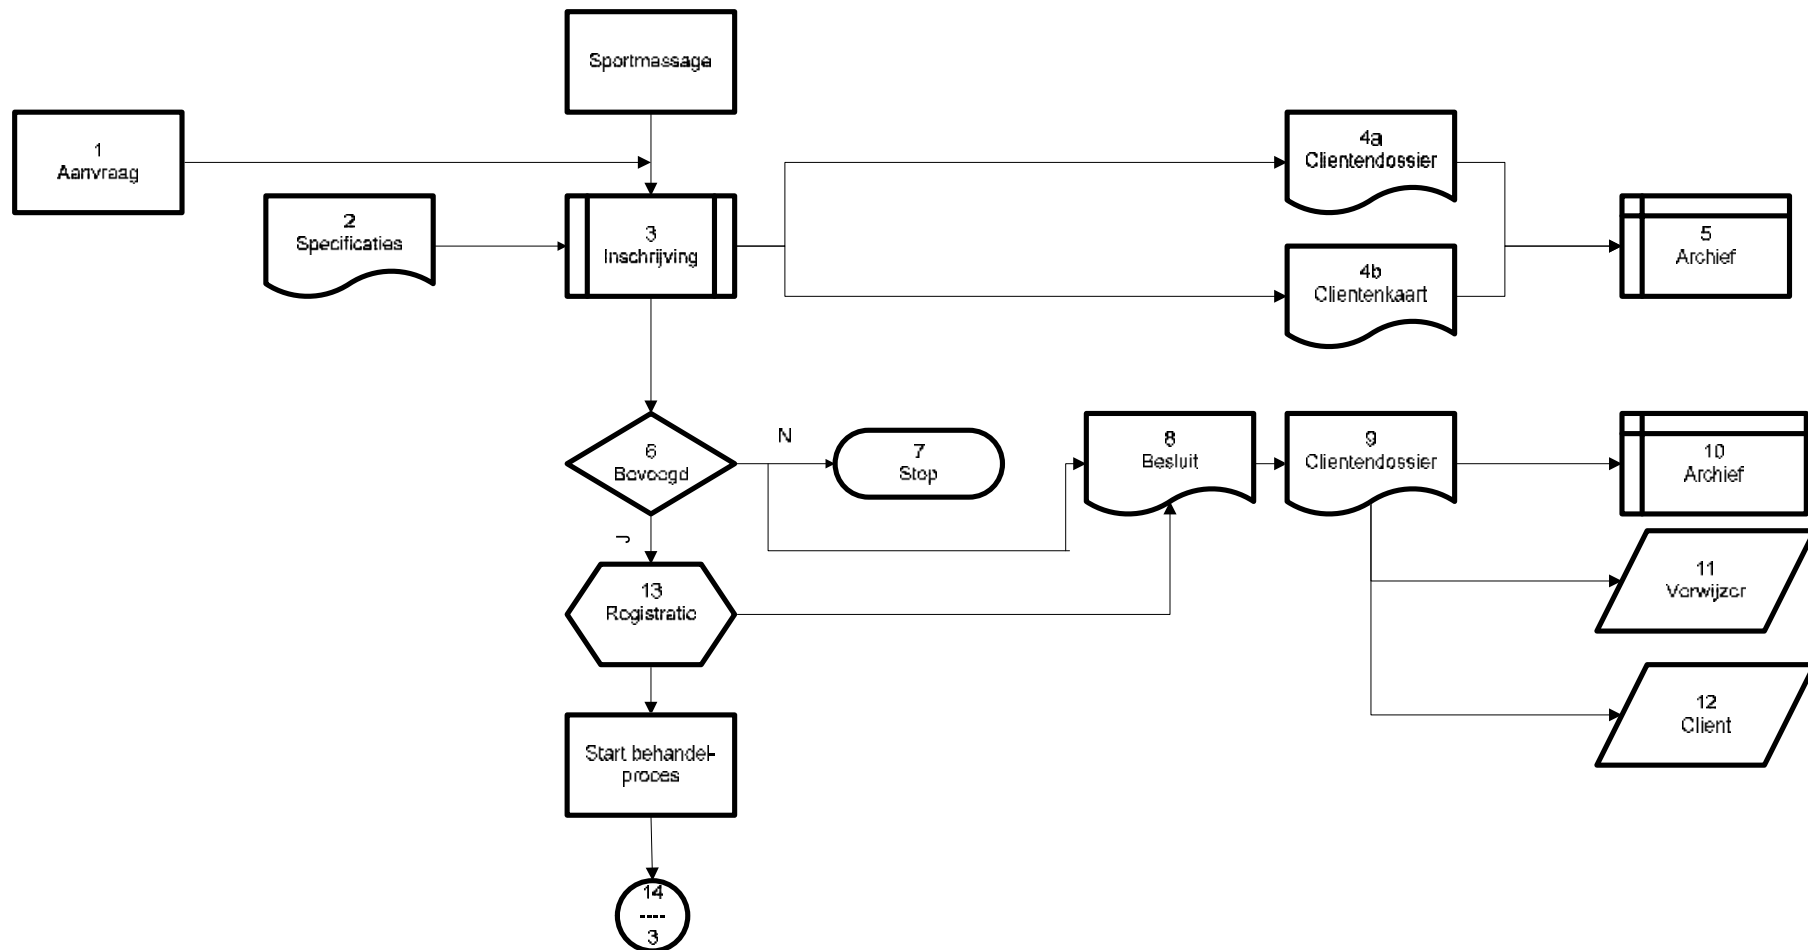 Sportmassage
1
Aanvraag
2
Specificaties
3
Inschrijving
4a
Clientendossier
4b
Clientenkaart
5
Archief
6
Bevoegd
N
7
Stop
8
Besluit
9
Clientendossier
10
Archief
11
Verwijzer
12
Client
J
13
Registratie
Start behandel-
proces
14
----
3